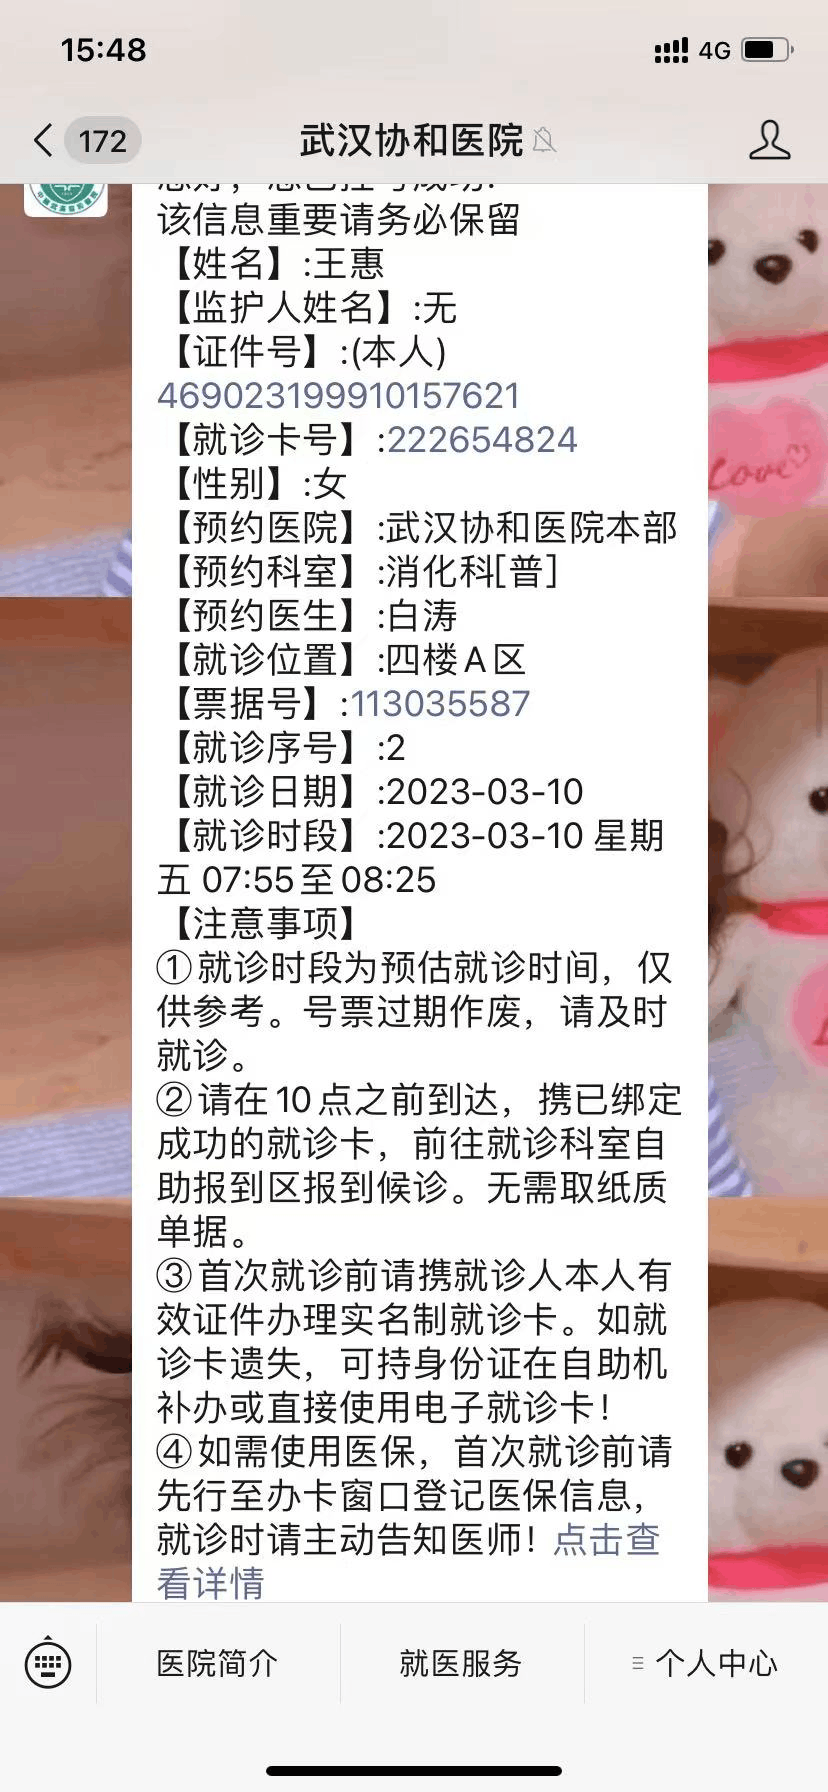 15:48
4G
172
武汉协和医院
您好，您已挂号成功！
该信息重要请务必保留
【姓名】:王惠
【监护人姓名】:无
【证件号】:(本人)
469023199910157621
【就诊卡号】:222654824
【性别】:女
【预约医院】:武汉协和医院本部
【预约科室】:消化科[普]
【预约医生】:白涛
【就诊位置】:四楼A区
【票据号】:113035587
【就诊序号】:2
【就诊日期】:2023-03-10
【就诊时段】:2023-03-10 星期
五 07:55至08:25
【注意事项】
①就诊时段为预估就诊时间，仅
供参考。号票过期作废，请及时
就诊。
②请在10点之前到达，携已绑定
成功的就诊卡，前往就诊科室自
助报到区报到候诊。无需取纸质
单据。
③首次就诊前请携就诊人本人有
效证件办理实名制就诊卡。如就
诊卡遗失，可持身份证在自助机
补办或直接使用电子就诊卡！
④如需使用医保，首次就诊前请
先行至办卡窗口登记医保信息，
就诊时请主动告知医师！点击查
看详情
Love
医院简介
就医服务
个人中心